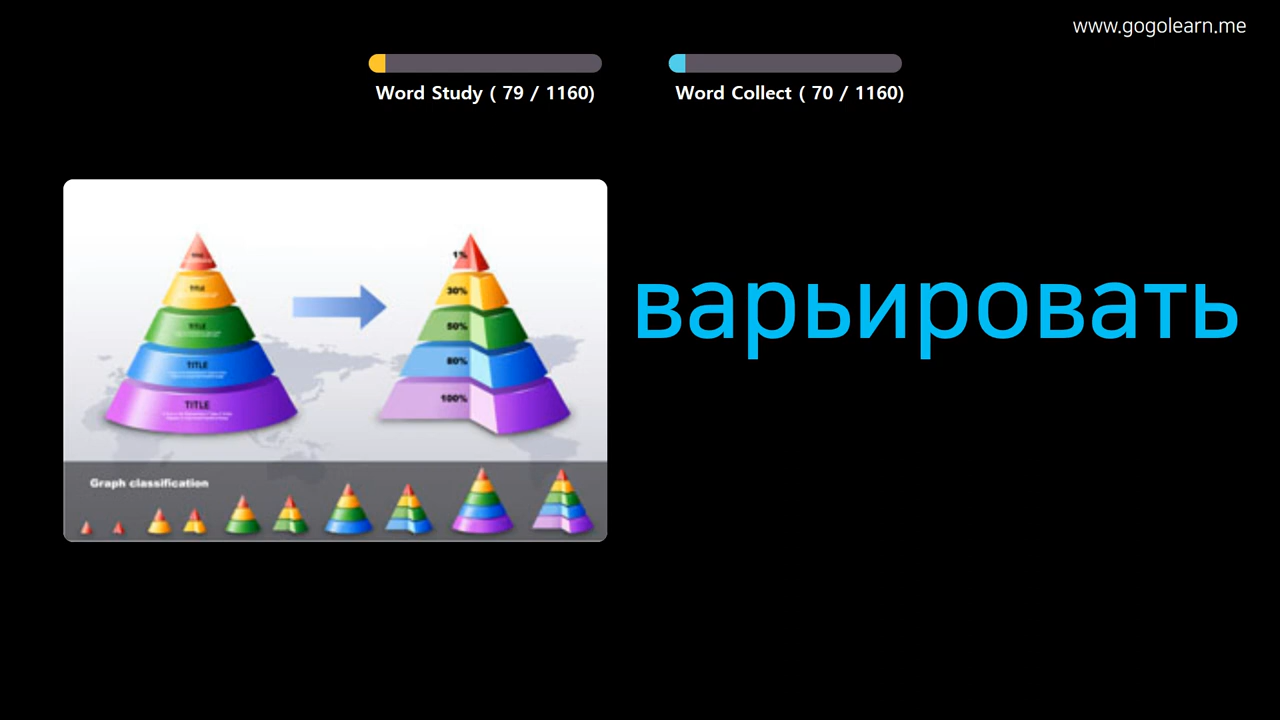 www.gogolearn.me
Word Study ( 79 / 1160)
Word Collect ( 70 / 1160)
варьировать
TITLE
TITLE
TITLE
TITLE
1%
30%
50%
80%
100%
Graph classification